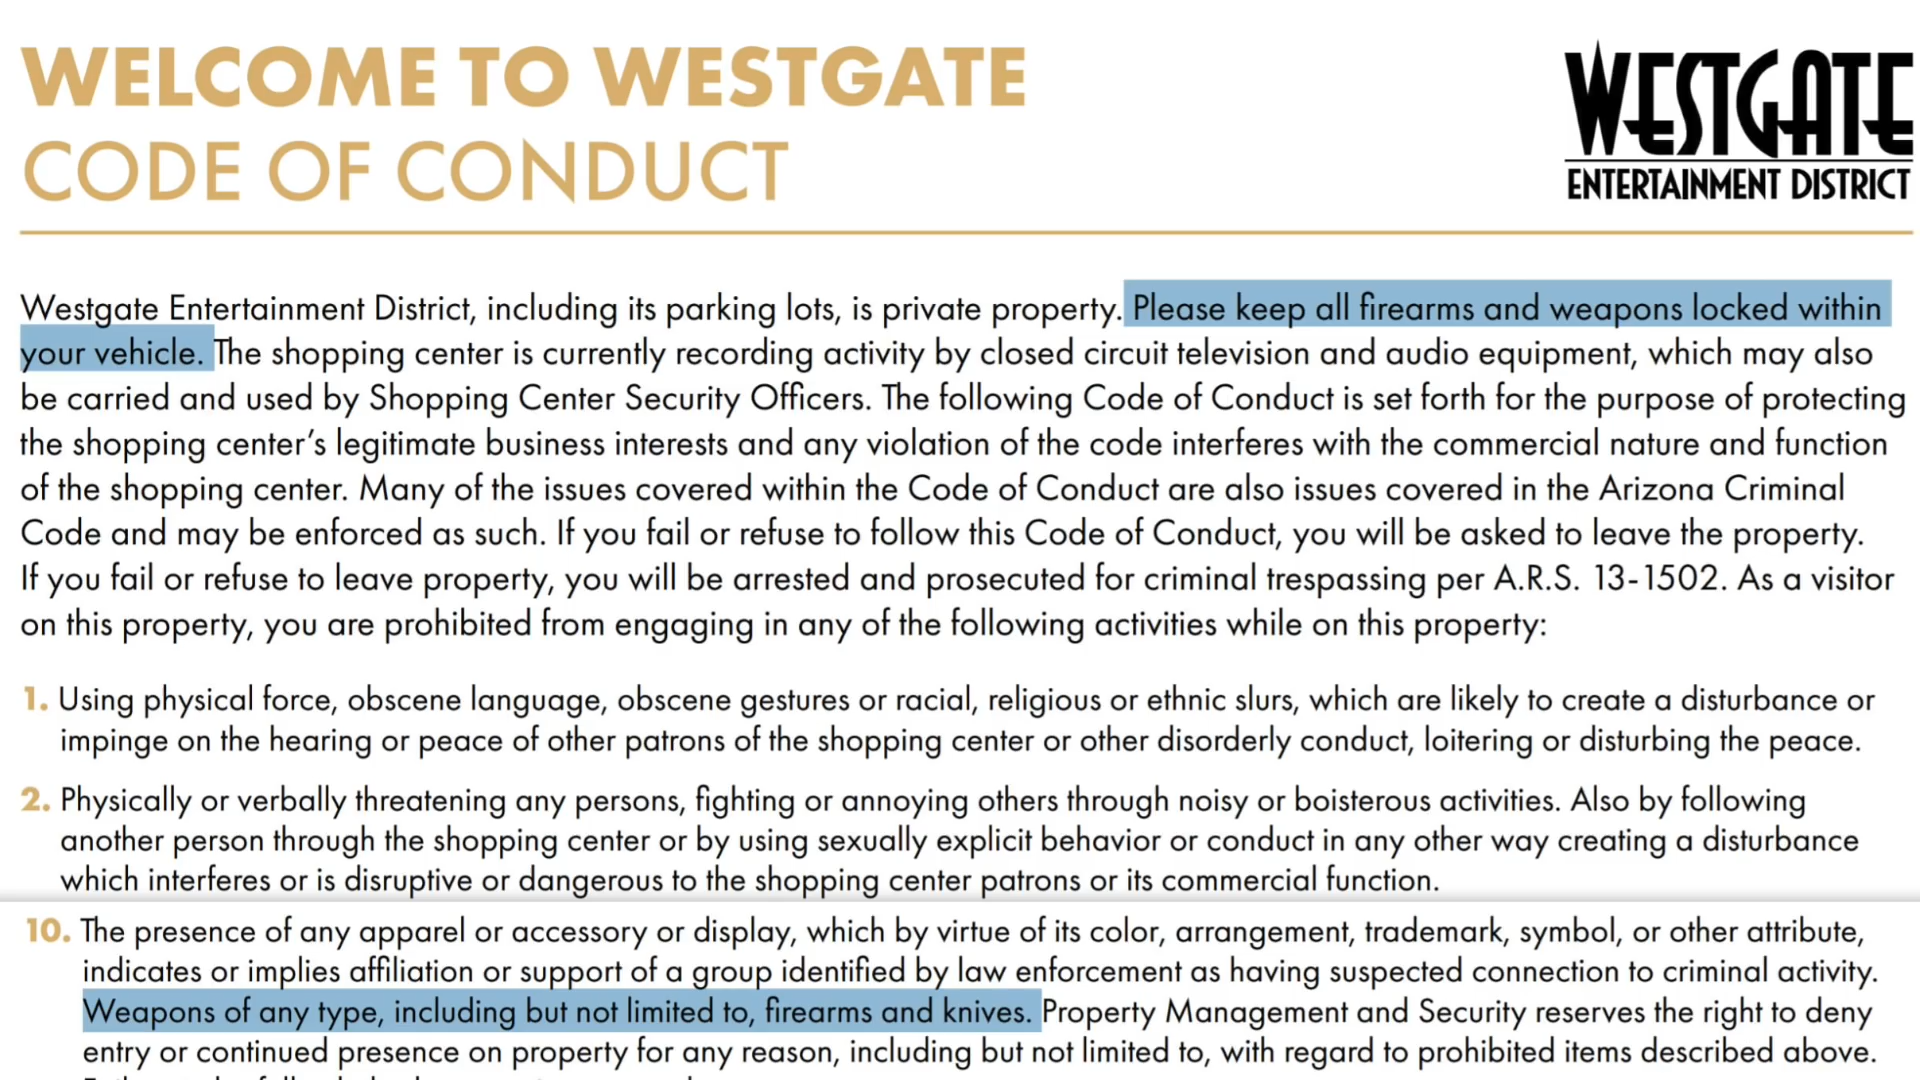 WELCOME TO WESTGATE
CODE OF CONDUCT
WESTGATE
ENTERTAINMENT DISTRICT
Westgate Entertainment District, including its parking lots, is private property. Please keep all firearms and weapons locked within
your vehicle. The shopping center is currently recording activity by closed circuit television and audio equipment, which may also
be carried and used by Shopping Center Security Officers. The following Code of Conduct is set forth for the purpose of protecting
the shopping center’s legitimate business interests and any violation of the code interferes with the commercial nature and function
of the shopping center. Many of the issues covered within the Code of Conduct are also issues covered in the Arizona Criminal
Code and may be enforced as such. If you fail or refuse to follow this Code of Conduct, you will be asked to leave the property.
If you fail or refuse to leave property, you will be arrested and prosecuted for criminal trespassing per A.R.S. 13-1502. As a visitor
on this property, you are prohibited from engaging in any of the following activities while on this property:
1. Using physical force, obscene language, obscene gestures or racial, religious or ethnic slurs, which are likely to create a disturbance or
impinge on the hearing or peace of other patrons of the shopping center or other disorderly conduct, loitering or disturbing the peace.
2. Physically or verbally threatening any persons, fighting or annoying others through noisy or boisterous activities. Also by following
another person through the shopping center or by using sexually explicit behavior or conduct in any other way creating a disturbance
which interferes or is disruptive or dangerous to the shopping center patrons or its commercial function.
10. The presence of any apparel or accessory or display, which by virtue of its color, arrangement, trademark, symbol, or other attribute,
indicates or implies affiliation or support of a group identified by law enforcement as having suspected connection to criminal activity.
Weapons of any type, including but not limited to, firearms and knives. Property Management and Security reserves the right to deny
entry or continued presence on property for any reason, including but not limited to, with regard to prohibited items described above.